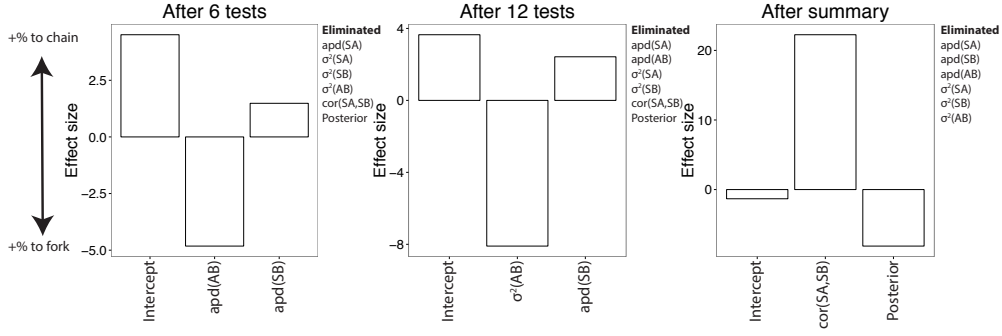 After 6 tests
+% to chain
+% to fork
Effect size
2.5
0.0
−2.5
−5.0
Intercept
apd(AB)
apd(SB)
Eliminated
apd(SA)
σ²(SA)
σ²(SB)
σ²(AB)
cor(SA,SB)
Posterior
After 12 tests
Effect size
4
0
−4
−8
Intercept
σ²(AB)
apd(SB)
Eliminated
apd(SA)
apd(AB)
σ²(SA)
σ²(SB)
cor(SA,SB)
Posterior
After summary
Effect size
20
10
0
Intercept
cor(SA,SB)
Posterior
Eliminated
apd(SA)
apd(SB)
apd(AB)
σ²(SA)
σ²(SB)
σ²(AB)